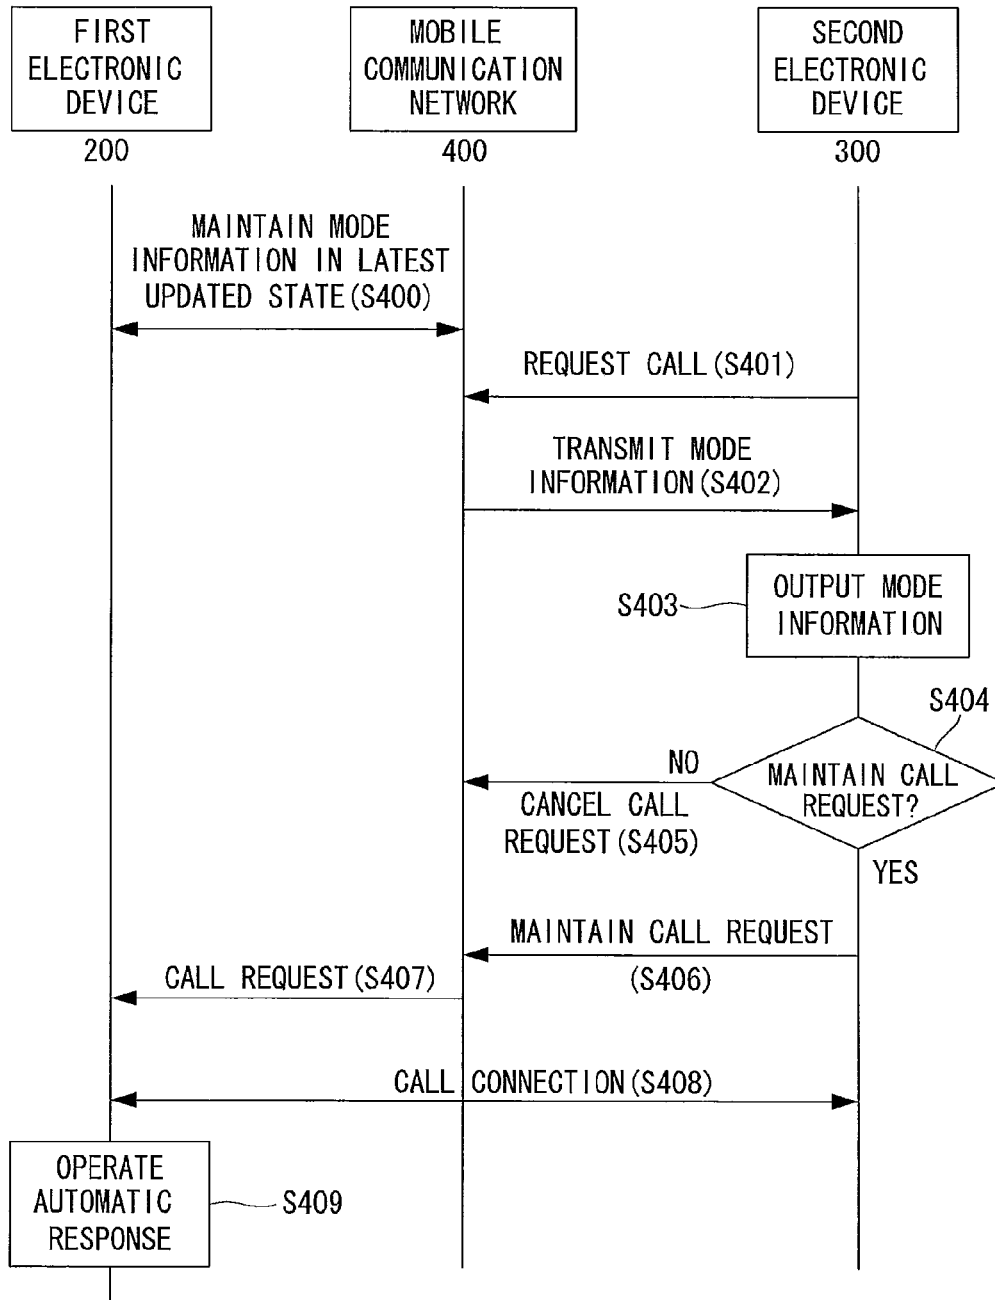 FIRST
ELECTRONIC
DEVICE
200
MOBILE
COMMUNICATION
NETWORK
400
SECOND
ELECTRONIC
DEVICE
300
MAINTAIN MODE
INFORMATION IN LATEST
UPDATED STATE(S400)
REQUEST CALL(S401)
TRANSMIT MODE
INFORMATION(S402)
S403
OUTPUT MODE
INFORMATION
S404
MAINTAIN CALL
REQUEST?
NO
CANCEL CALL
REQUEST(S405)
YES
MAINTAIN CALL REQUEST
(S406)
CALL REQUEST(S407)
CALL CONNECTION(S408)
OPERATE
AUTOMATIC
RESPONSE
S409